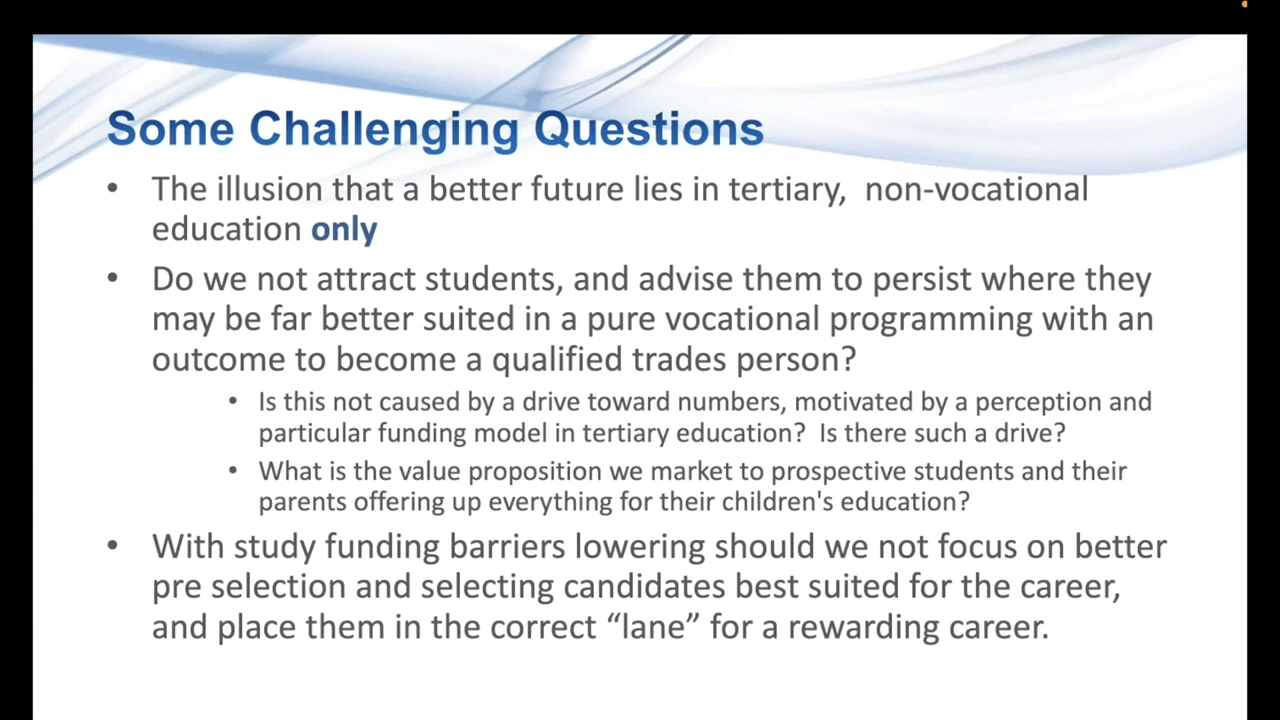 Some Challenging Questions
• The illusion that a better future lies in tertiary,  non-vocational
education only
• Do we not attract students, and advise them to persist where they
may be far better suited in a pure vocational programming with an
outcome to become a qualified trades person?
• Is this not caused by a drive toward numbers, motivated by a perception and
particular funding model in tertiary education?  Is there such a drive?
• What is the value proposition we market to prospective students and their
parents offering up everything for their children's education?
• With study funding barriers lowering should we not focus on better
pre selection and selecting candidates best suited for the career,
and place them in the correct “lane” for a rewarding career.